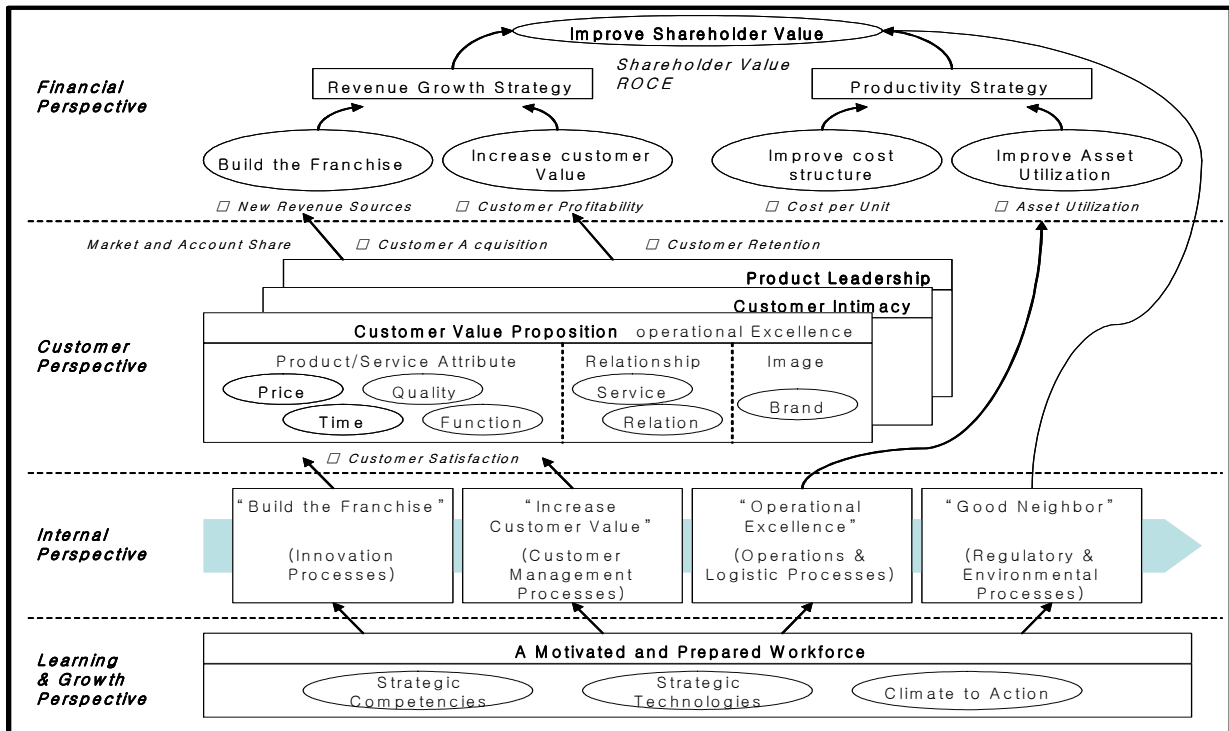 Improve Shareholder Value
Shareholder Value
ROCE
Financial
Perspective
Revenue Growth Strategy
Productivity Strategy
Build the Franchise
Increase customer
Value
Improve cost
structure
Improve Asset
Utilization
□ New Revenue Sources
□ Customer Profitability
□ Cost per Unit
□ Asset Utilization
Market and Account Share
□ Customer A cquisition
□ Customer Retention
Product Leadership
Customer Intimacy
Customer Value Proposition operational Excellence
Customer
Perspective
Product/Service Attribute
Relationship
Image
Price
Quality
Service
Brand
Time
Function
Relation
□ Customer Satisfaction
Internal
Perspective
"Build the Franchise"
(Innovation
Processes)
"Increase
Customer Value"
(Customer
Management
Processes)
"Operational
Excellence"
(Operations &
Logistic Processes)
"Good Neighbor"
(Regulatory &
Environmental
Processes)
Learning
& Growth
Perspective
A Motivated and Prepared Workforce
Strategic
Competencies
Strategic
Technologies
Climate to Action